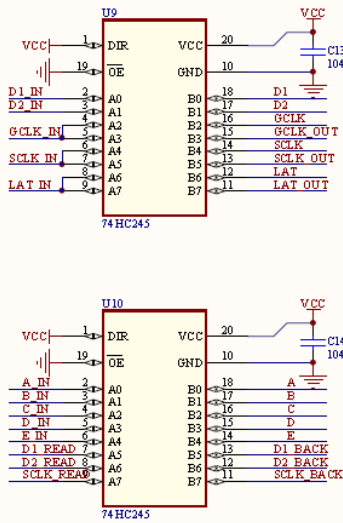 U9
VCC
VCC 1 DIR VCC 20
C13
104
19 OE GND 10
D1_IN 2 A0 B0 18 D1
D2_IN 3 A1 B1 17 D2
4 A2 B2 16 GCLK
GCLK_IN 5 A3 B3 15 GCLK_OUT
6 A4 B4 14 SCLK
SCLK_IN 7 A5 B5 13 SCLK_OUT
8 A6 B6 12 LAT
LAT_IN 9 A7 B7 11 LAT_OUT
74HC245
U10
VCC
VCC 1 DIR VCC 20
C14
104
19 OE GND 10
A_IN 2 A0 B0 18 A
B_IN 3 A1 B1 17 B
C_IN 4 A2 B2 16 C
D_IN 5 A3 B3 15 D
E_IN 6 A4 B4 14 E
D1_READ 7 A5 B5 13 D1_BACK
D2_READ 8 A6 B6 12 D2_BACK
SCLK_READ 9 A7 B7 11 SCLK_BACK
74HC245